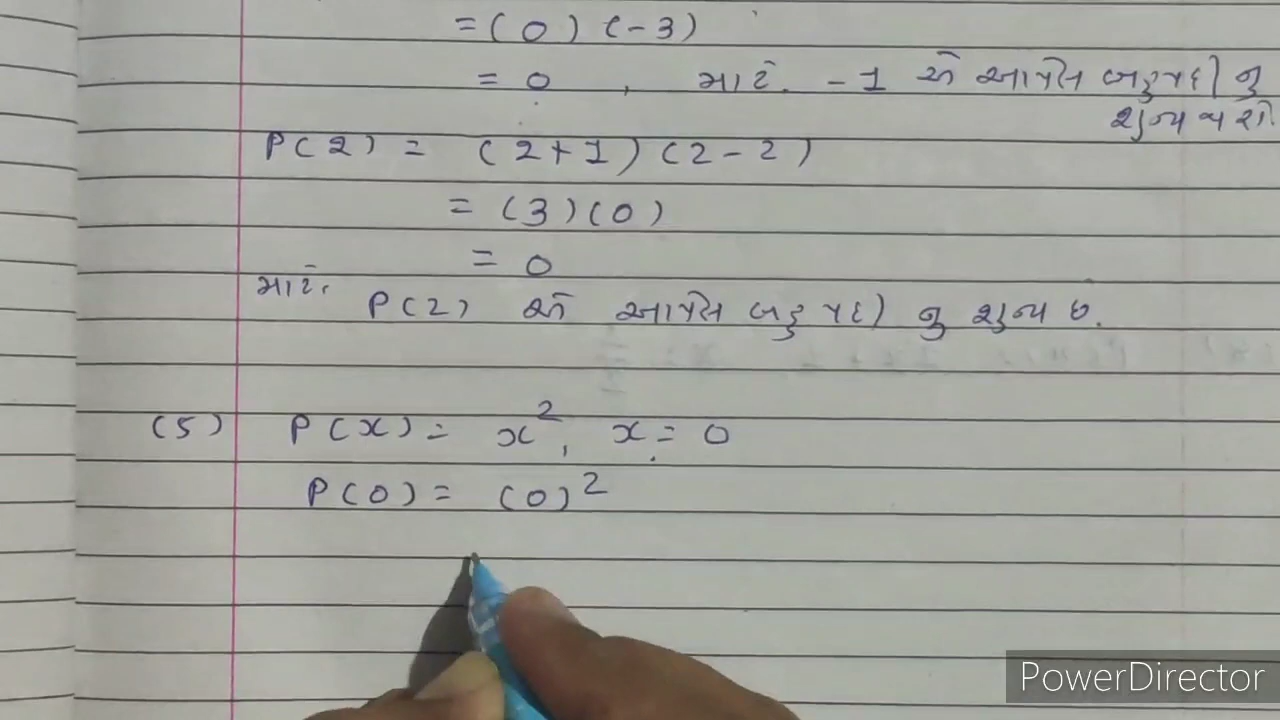 = ( 0 ) ( - 3 )
= 0 , માટે. - 1 એ આપેલ બહુપદી નુ
શુન્ય થશે.
P( 2 ) = ( 2 + 1 ) ( 2 - 2 )
= ( 3 ) ( 0 )
= 0
માટે,
P( 2 ) એ આપેલ બહુપદી નુ શુન્ય છે.
( 5 ) P ( x ) = x², x = 0
P ( 0 ) = ( 0 )²
PowerDirector